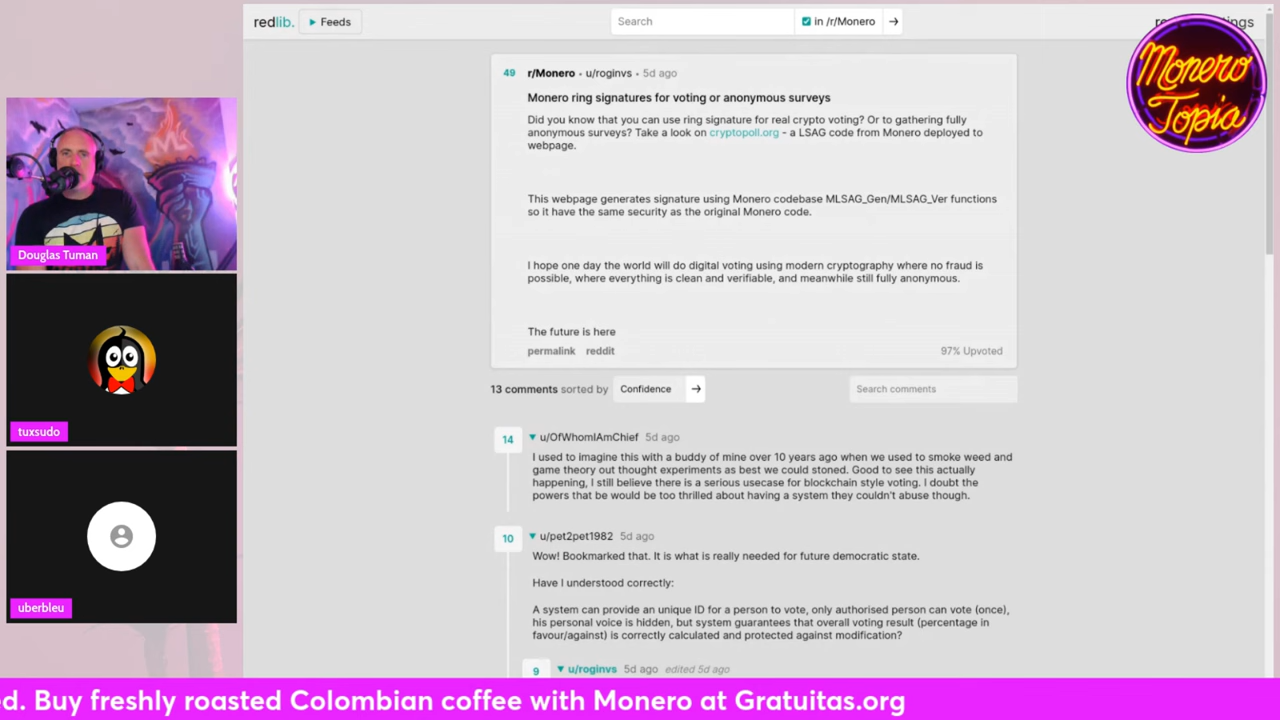 redlib.
Feeds
Search
in /r/Monero
→
Monero
Topia
49
r/Monero • u/roginvs • 5d ago
Monero ring signatures for voting or anonymous surveys
Did you know that you can use ring signature for real crypto voting? Or to gathering fully
anonymous surveys? Take a look on cryptopoll.org - a LSAG code from Monero deployed to
webpage.
This webpage generates signature using Monero codebase MLSAG_Gen/MLSAG_Ver functions
so it have the same security as the original Monero code.
I hope one day the world will do digital voting using modern cryptography where no fraud is
possible, where everything is clean and verifiable, and meanwhile still fully anonymous.
The future is here
permalink reddit
97% Upvoted
13 comments sorted by Confidence →
Search comments
14
u/OfWhomIAmChief 5d ago
I used to imagine this with a buddy of mine over 10 years ago when we used to smoke weed and
game theory out thought experiments as best we could stoned. Good to see this actually
happening, I still believe there is a serious usecase for blockchain style voting. I doubt the
powers that be would be too thrilled about having a system they couldn't abuse though.
10
u/pet2pet1982 5d ago
Wow! Bookmarked that. It is what is really needed for future democratic state.
Have I understood correctly:
A system can provide an unique ID for a person to vote, only authorised person can vote (once),
his personal voice is hidden, but system guarantees that overall voting result (percentage in
favour/against) is correctly calculated and protected against modification?
9
u/roginvs 5d ago edited 5d ago
Douglas Tuman
tuxsudo
uberbleu
ed. Buy freshly roasted Colombian coffee with Monero at Gratuitas.org